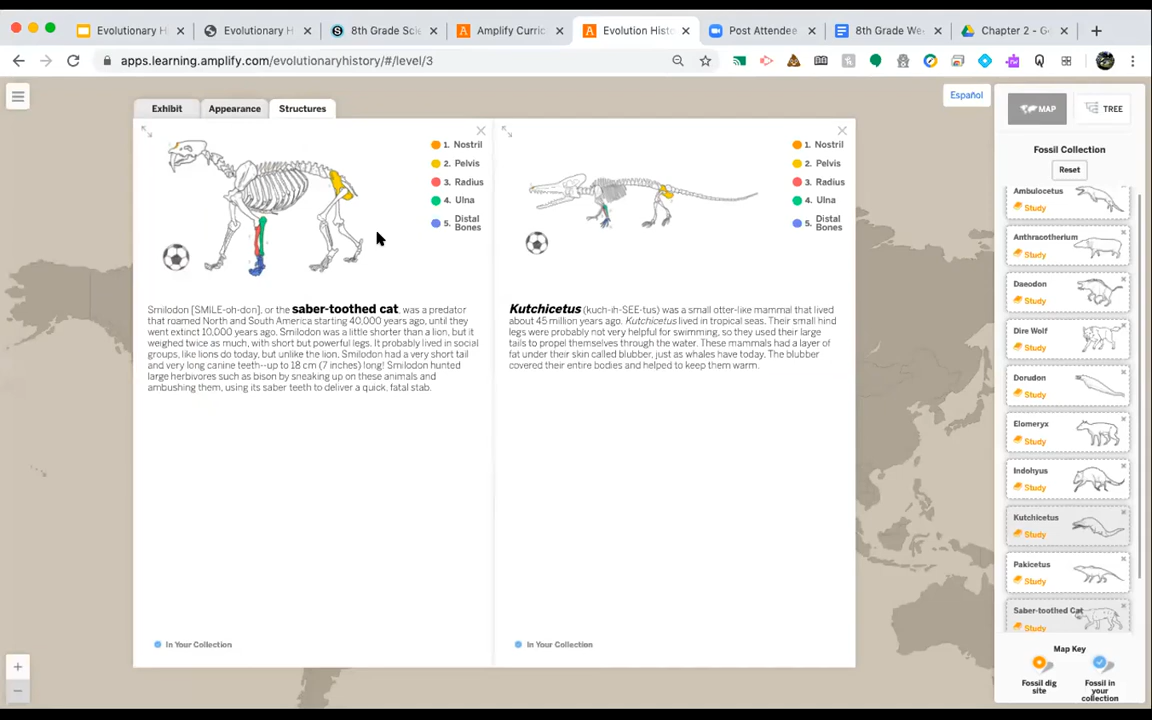 Evolutionary H
Evolutionary H
8th Grade Sci
Amplify Curric
Evolution Hist
Post Attendee
8th Grade We
Chapter 2 - G
apps.learning.amplify.com/evolutionaryhistory/#/level/3
Español
Exhibit
Appearance
Structures
1. Nostril
2. Pelvis
3. Radius
4. Ulna
5. Distal
Bones
Smilodon [SMILE-oh-don], or the saber-toothed cat, was a predator
that roamed North and South America starting 40,000 years ago, until they
went extinct 10,000 years ago. Smilodon was a little shorter than a lion, but it
weighed twice as much, with short but powerful legs. It probably lived in social
groups, like lions do today, but unlike the lion, Smilodon had a very short tail
and very long canine teeth--up to 18 cm (7 inches) long! Smilodon hunted
large herbivores such as bison by sneaking up on these animals and
ambushing them, using its saber teeth to deliver a quick, fatal stab.
In Your Collection
1. Nostril
2. Pelvis
3. Radius
4. Ulna
5. Distal
Bones
Kutchicetus (kuch-ih-SEE-tus) was a small otter-like mammal that lived
about 45 million years ago. Kutchicetus lived in tropical seas. Their small hind
legs were probably not very helpful for swimming, so they used their large
tails to propel themselves through the water. These mammals had a layer of
fat under their skin called blubber, just as whales have today. The blubber
covered their entire bodies and helped to keep them warm.
In Your Collection
MAP
TREE
Fossil Collection
Reset
Ambulocetus
Study
Anthracotherium
Study
Daeodon
Study
Dire Wolf
Study
Dorudon
Study
Elomeryx
Study
Indohyus
Study
Kutchicetus
Study
Pakicetus
Study
Saber-toothed Cat
Study
Map Key
Fossil dig
site
Fossil in
your
collection